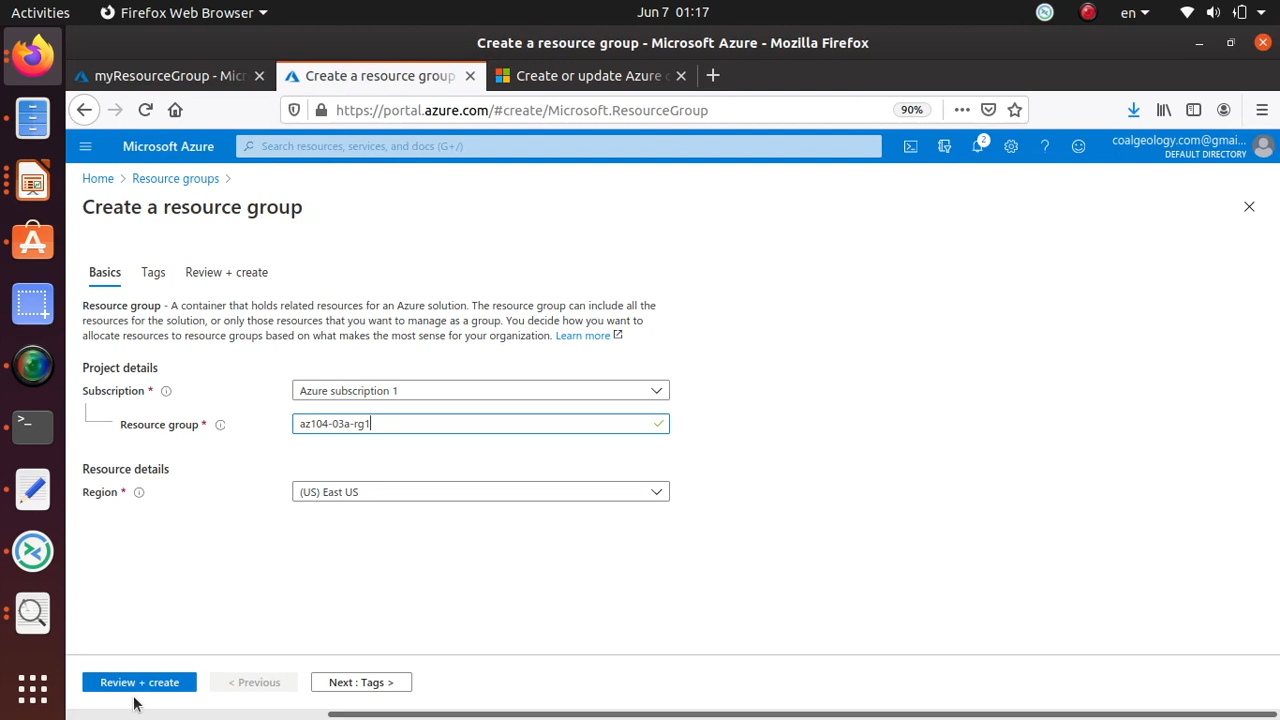 Activities
Firefox Web Browser
Jun 7 01:17
en
Create a resource group - Microsoft Azure - Mozilla Firefox
myResourceGroup - Micr
Create a resource group
Create or update Azure
https://portal.azure.com/#create/Microsoft.ResourceGroup
90%
Microsoft Azure
Search resources, services, and docs (G+/)
2
coalgeology.com@gmai...
DEFAULT DIRECTORY
Home > Resource groups >
Create a resource group
Basics
Tags
Review + create
Resource group - A container that holds related resources for an Azure solution. The resource group can include all the
resources for the solution, or only those resources that you want to manage as a group. You decide how you want to
allocate resources to resource groups based on what makes the most sense for your organization. Learn more
Project details
Subscription *
Azure subscription 1
Resource group *
az104-03a-rg1
Resource details
Region *
(US) East US
Review + create
< Previous
Next : Tags >